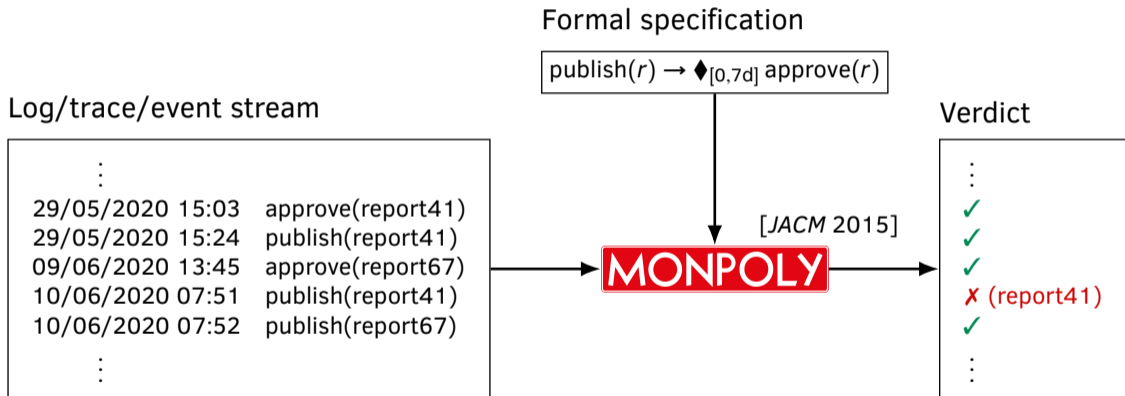 Formal specification
publish(r) → ♦[0,7d] approve(r)
Log/trace/event stream
Verdict
⋮
29/05/2020 15:03 approve(report41)
29/05/2020 15:24 publish(report41)
09/06/2020 13:45 approve(report67)
10/06/2020 07:51 publish(report41)
10/06/2020 07:52 publish(report67)
⋮
[JACM 2015]
MONPOLY
⋮
✓
✓
✓
✗ (report41)
✓
⋮